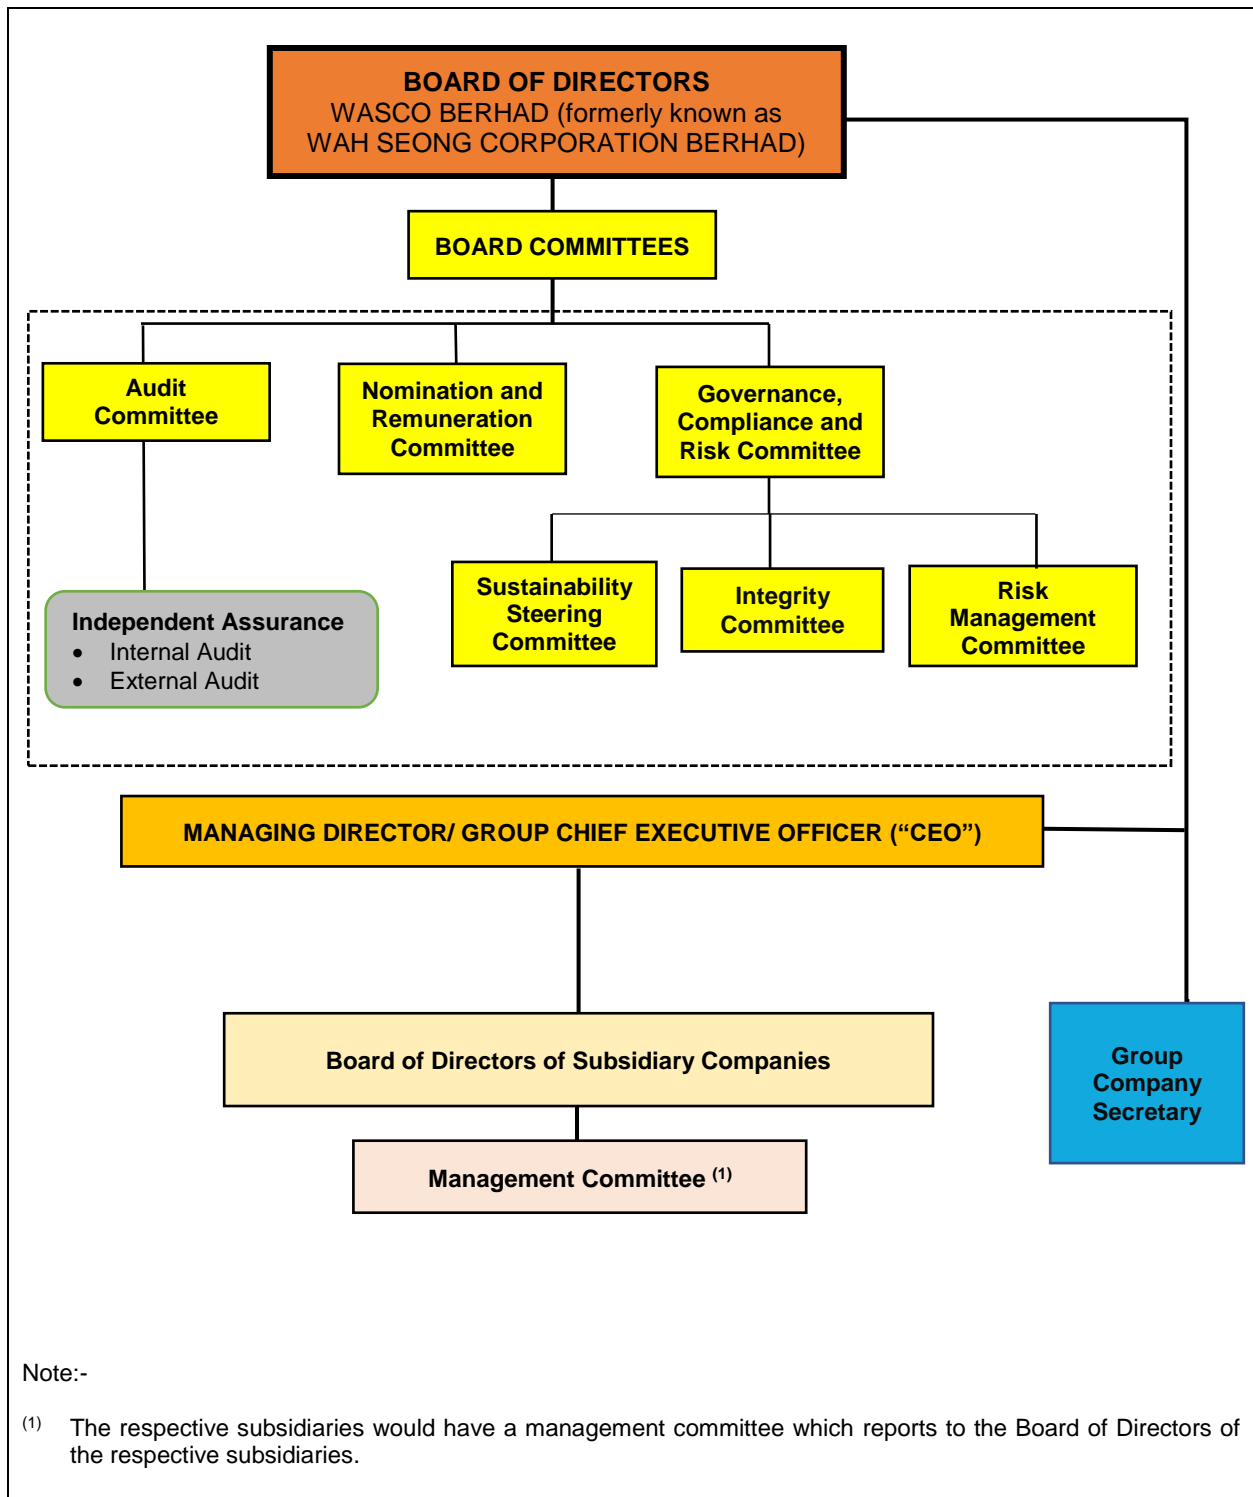 BOARD OF DIRECTORS
WASCO BERHAD (formerly known as
WAH SEONG CORPORATION BERHAD)
BOARD COMMITTEES
Audit
Committee
Nomination and
Remuneration
Committee
Governance,
Compliance and
Risk Committee
Sustainability
Steering
Committee
Integrity
Committee
Risk
Management
Committee
Independent Assurance
• Internal Audit
• External Audit
MANAGING DIRECTOR/ GROUP CHIEF EXECUTIVE OFFICER (“CEO”)
Board of Directors of Subsidiary Companies
Group
Company
Secretary
Management Committee (1)
Note:-
(1) The respective subsidiaries would have a management committee which reports to the Board of Directors of
the respective subsidiaries.